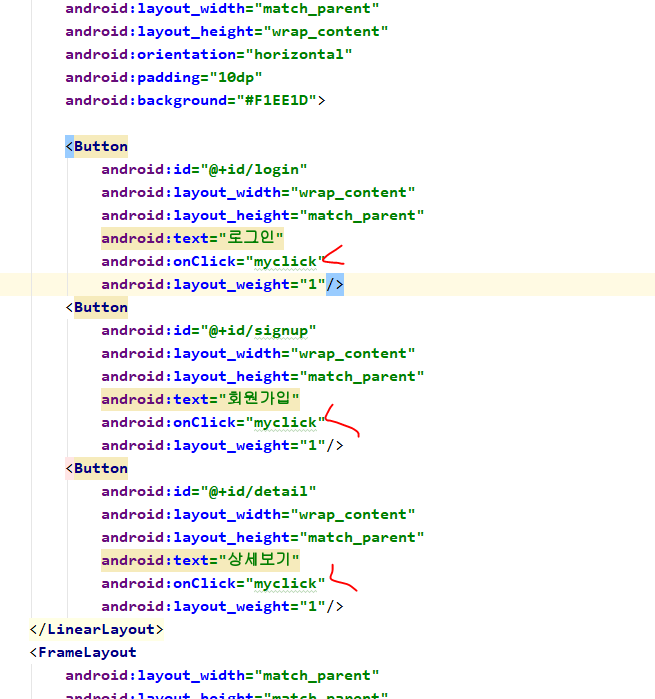 android:layout_width="match_parent"
android:layout_height="wrap_content"
android:orientation="horizontal"
android:padding="10dp"
android:background="#F1EE1D">
<Button
android:id="@+id/login"
android:layout_width="wrap_content"
android:layout_height="match_parent"
android:text="로그인"
android:onClick="myclick"
android:layout_weight="1"/>
<Button
android:id="@+id/signup"
android:layout_width="wrap_content"
android:layout_height="match_parent"
android:text="회원가입"
android:onClick="myclick"
android:layout_weight="1"/>
<Button
android:id="@+id/detail"
android:layout_width="wrap_content"
android:layout_height="match_parent"
android:text="상세보기"
android:onClick="myclick"
android:layout_weight="1"/>
</LinearLayout>
<FrameLayout
android:layout_width="match_parent"
android:layout_height="match_parent"